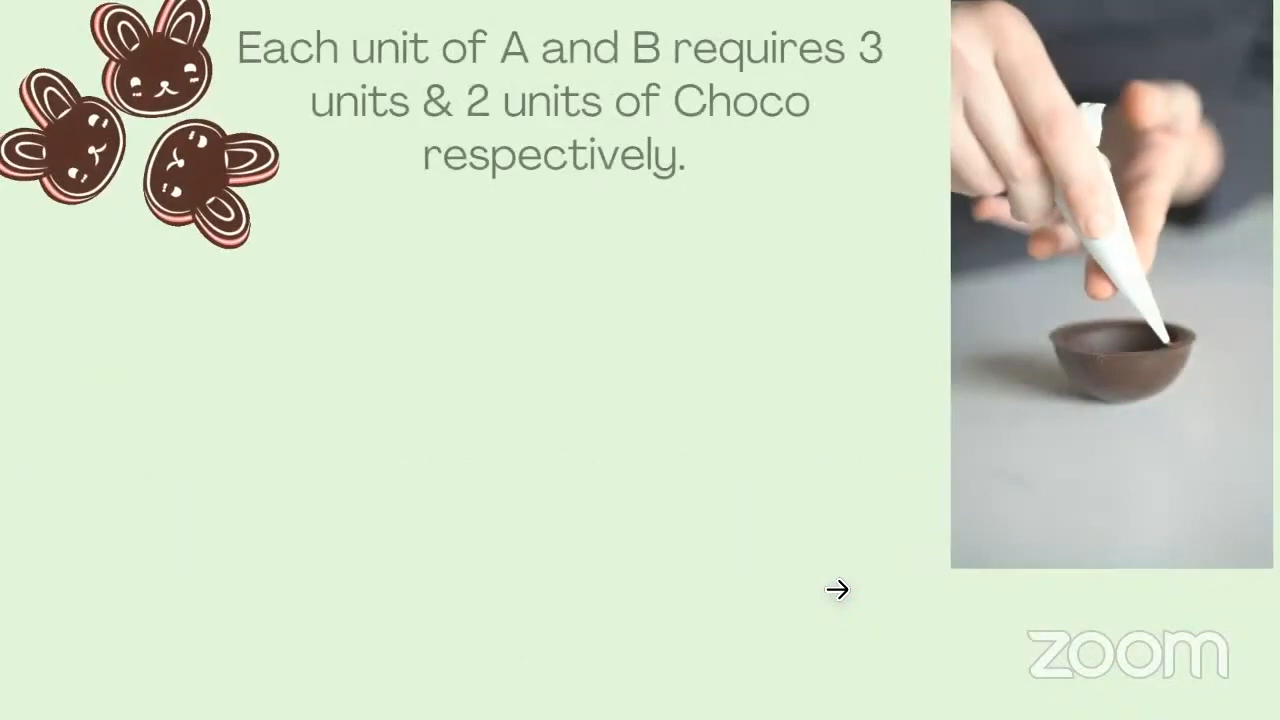 Each unit of A and B requires 3
units & 2 units of Choco
respectively.
zoom